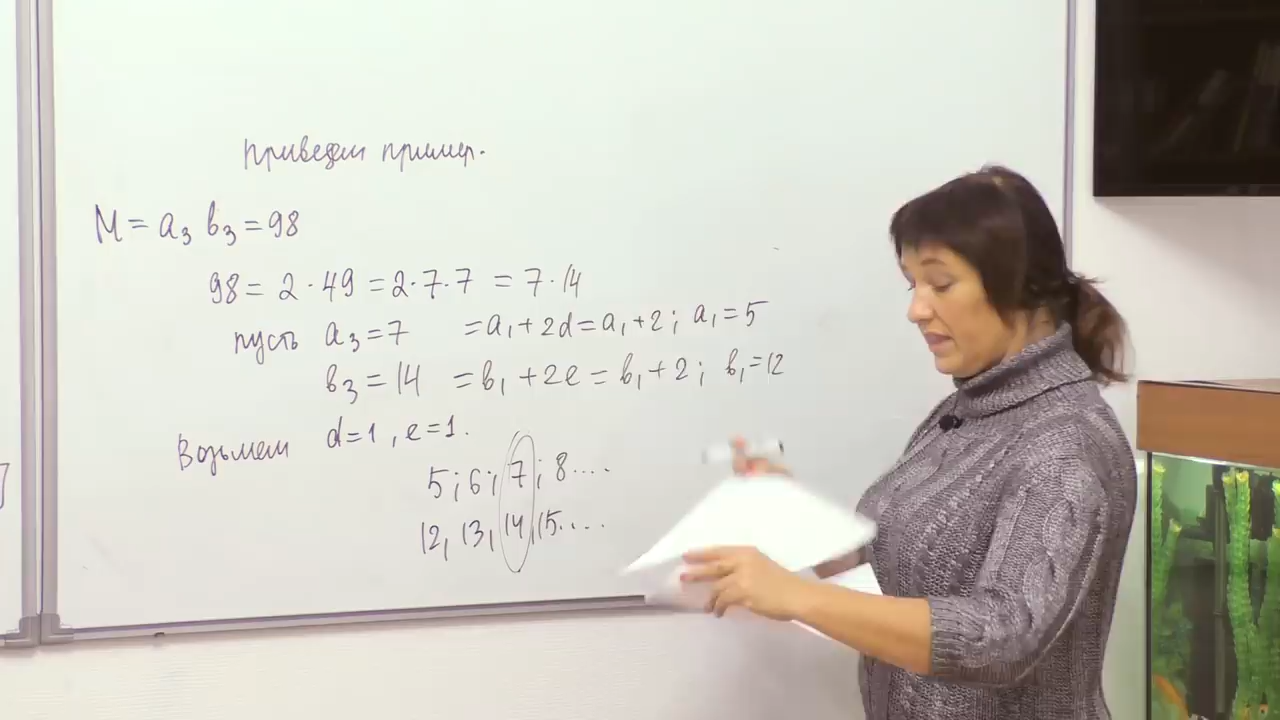 Приведем пример.
M = a₃ b₃ = 98
98 = 2 · 49 = 2 · 7 · 7 = 7 · 14
пусть a₃ = 7 = a₁ + 2d = a₁ + 2; a₁ = 5
b₃ = 14 = b₁ + 2e = b₁ + 2; b₁ = 12
Возьмем d = 1, e = 1.
5; 6; 7; 8....
12, 13, 14, 15....